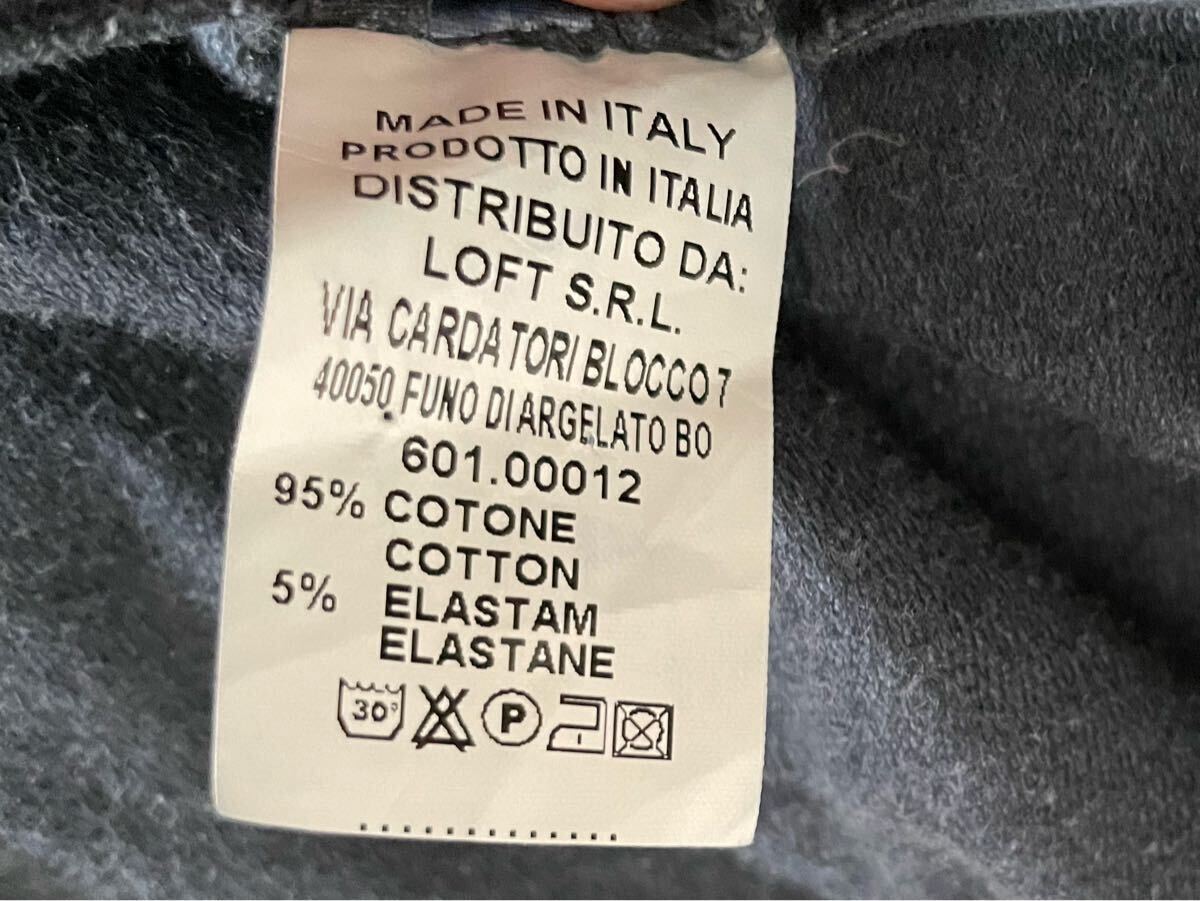 MADE IN ITALY
PRODOTTO IN ITALIA
DISTRIBUITO DA:
LOFT S.R.L.
VIA CARDATORI BLOCCO 7
40050 FUNO DI ARGELATO BO
601.00012
95% COTONE
COTTON
5% ELASTAM
ELASTANE
30° P